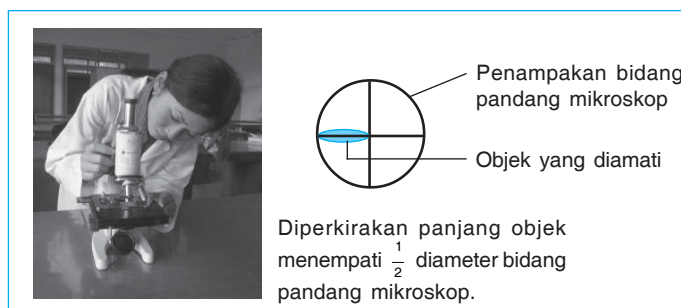 Penampakan bidang
pandang mikroskop
Objek yang diamati
Diperkirakan panjang objek
menempati 1/2 diameter bidang
pandang mikroskop.